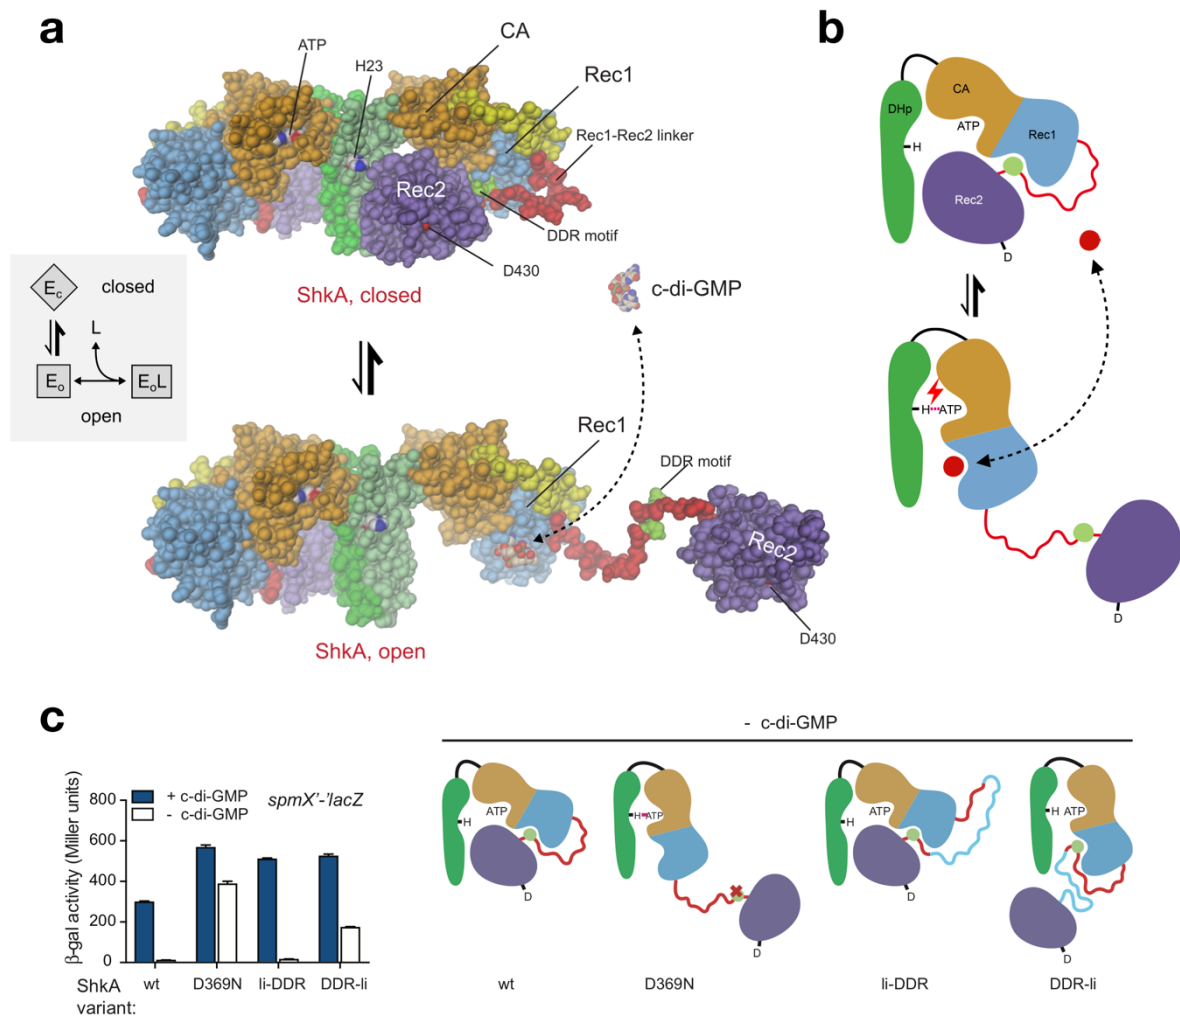 a
ATP
H23
CA
Rec1
Rec1-Rec2 linker
Rec2
DDR motif
D430
ShkA, closed
c-di-GMP
Ec
closed
L
Eo
EoL
open
Rec1
DDR motif
Rec2
D430
ShkA, open
b
DHp
CA
ATP
Rec1
H
Rec2
D
H
ATP
D
c
- c-di-GMP
+ c-di-GMP
- c-di-GMP
spmX'-'lacZ
β-gal activity (Miller units)
800
600
400
200
0
ShkA
variant:
wt
D369N
li-DDR
DDR-li
ATP
H
D
H
ATP
D
ATP
H
D
H
ATP
D
wt
D369N
li-DDR
DDR-li